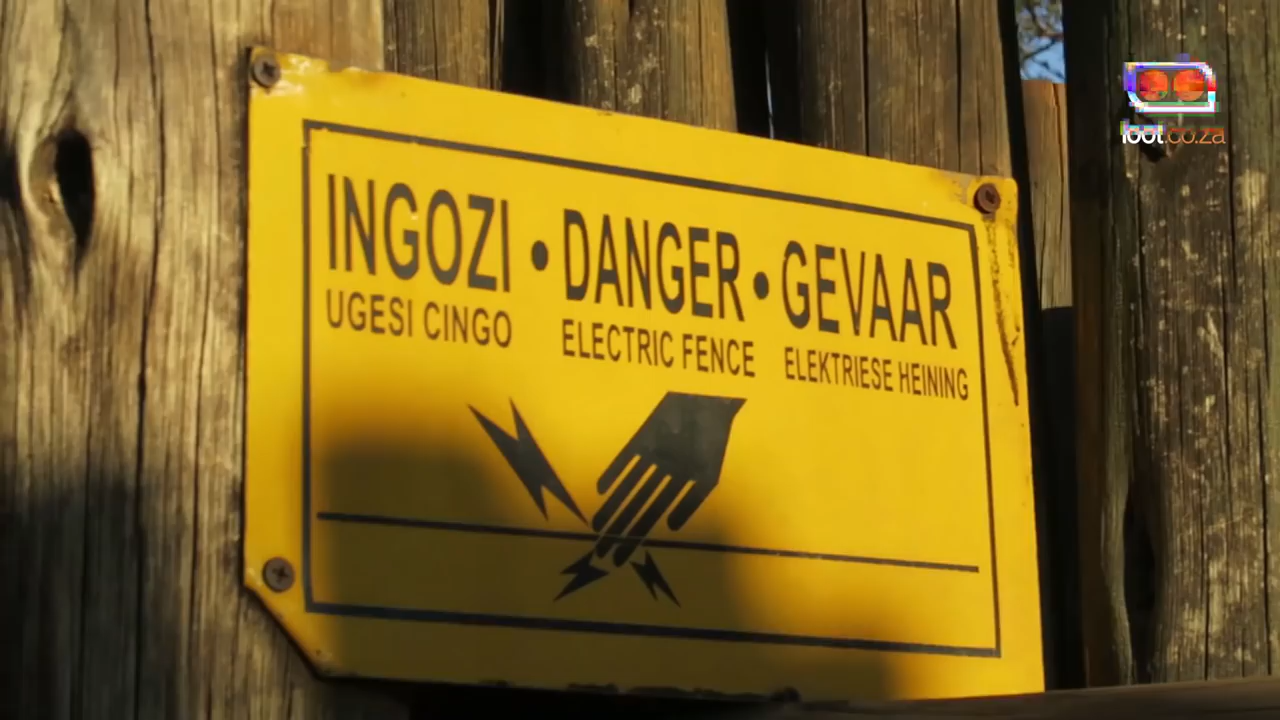 INGOZI • DANGER • GEVAAR
UGESI CINGO ELECTRIC FENCE ELEKTRIESE HEINING
loot.co.za